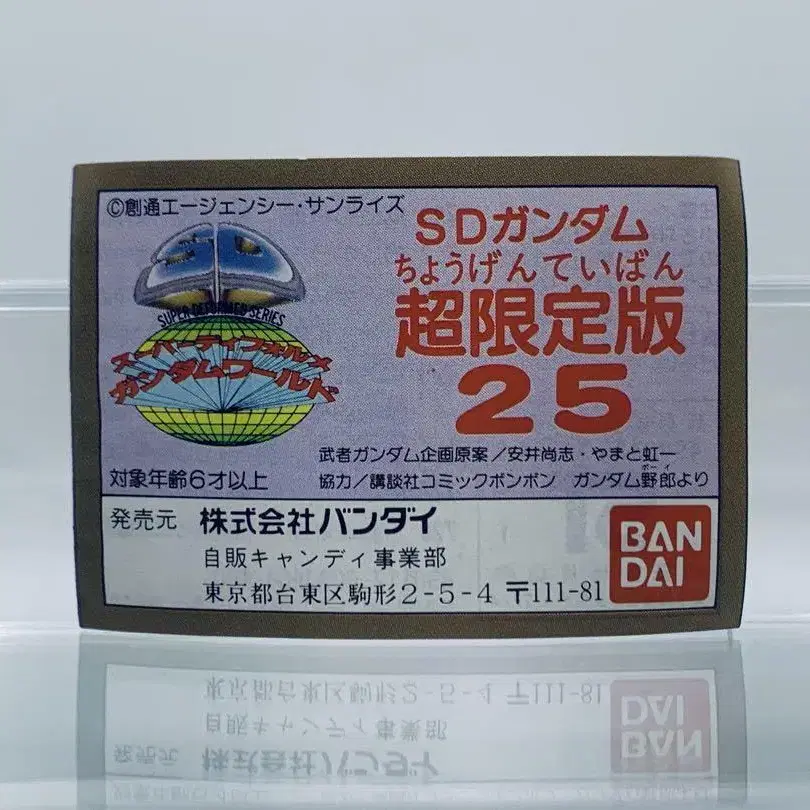 ©創通エージェンシー・サンライズ
SUPER DEFORMED SERIES
スーパーディフォルメ
ガンダムワールド
対象年齢6才以上
SDガンダム
ちょうげんていばん
超限定版
25
武者ガンダム企画原案/安井尚志・やまと虹一
協力/講談社コミックボンボン ガンダム野郎より
ボーイ
発売元 株式会社バンダイ
自販キャンディ事業部
東京都台東区駒形2-5-4 〒111-81
BAN
DAI